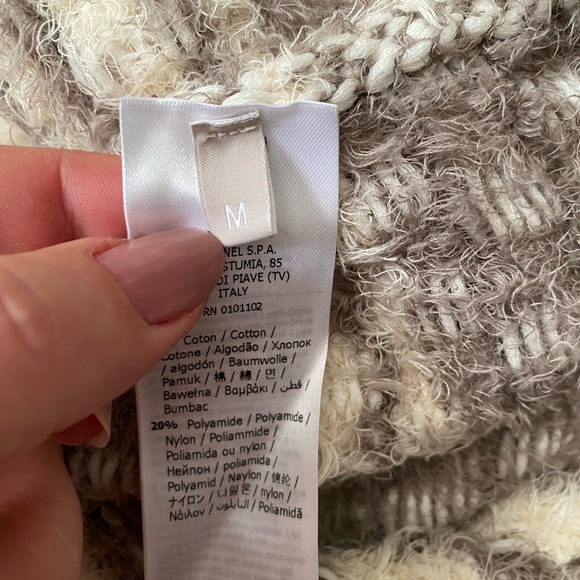 M
NEL S.P.A.
STUMIA, 85
DI PIAVE (TV)
ITALY
RN 0101102
Coton / Cotton /
Cotone / Algodão / Хлопок
/ algodón / Baumwolle /
Pamuk / 棉 / 綿 / 면 /
Bawełna / Βαμβάκι / قطن /
Bumbac
20% Polyamide / Polyamide /
Nylon / Poliammide /
Poliamida ou nylon /
Нейпон / poliamida /
Polyamid / Naylon / 锦纶 /
ナイロン / 나일론 / nylon /
Νάιλον / النايلون / Poliamidă